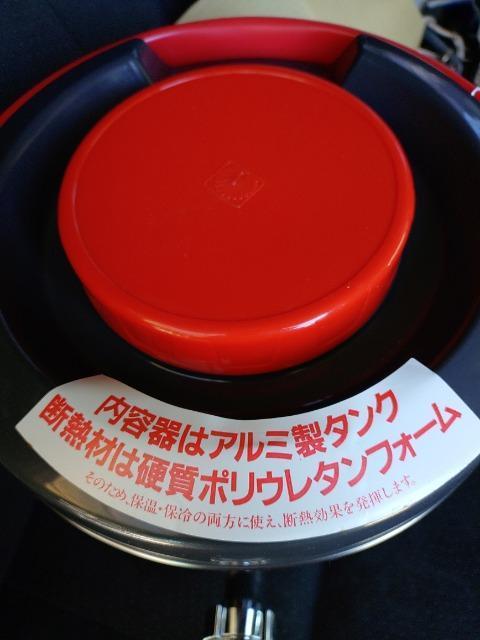 内容器はアルミ製タンク
断熱材は硬質ポリウレタンフォーム
そのため、保温・保冷の両方に使え、断熱効果を発揮します。